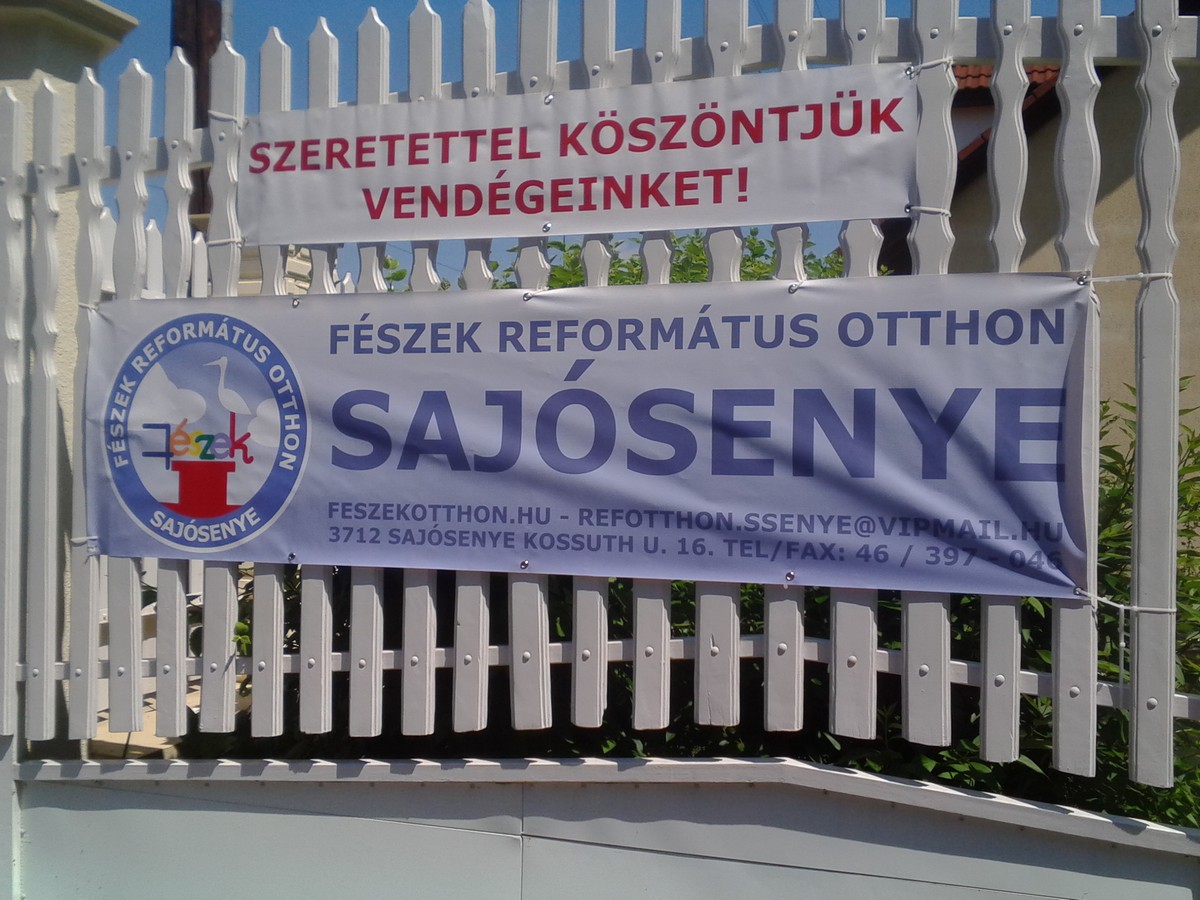 SZERETETTEL KÖSZÖNTJÜK
VENDÉGEINKET!
FÉSZEK REFORMÁTUS OTTHON
fészek
SAJÓSENYE
FÉSZEK REFORMÁTUS OTTHON
SAJÓSENYE
FESZEKOTTHON.HU - REFOTTHON.SSENYE@VIPMAIL.HU
3712 SAJÓSENYE KOSSUTH U. 16. TEL/FAX: 46 / 397 - 046